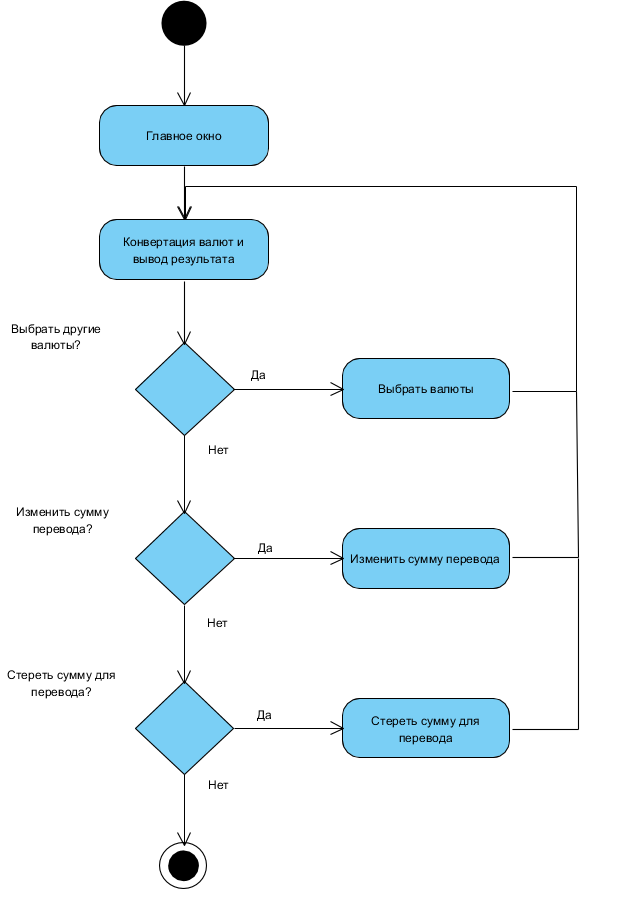 Главное окно
Конвертация валют и
вывод результата
Выбрать другие
валюты?
Да
Выбрать валюты
Нет
Изменить сумму
перевода?
Да
Изменить сумму перевода
Нет
Стереть сумму для
перевода?
Да
Стереть сумму для
перевода
Нет